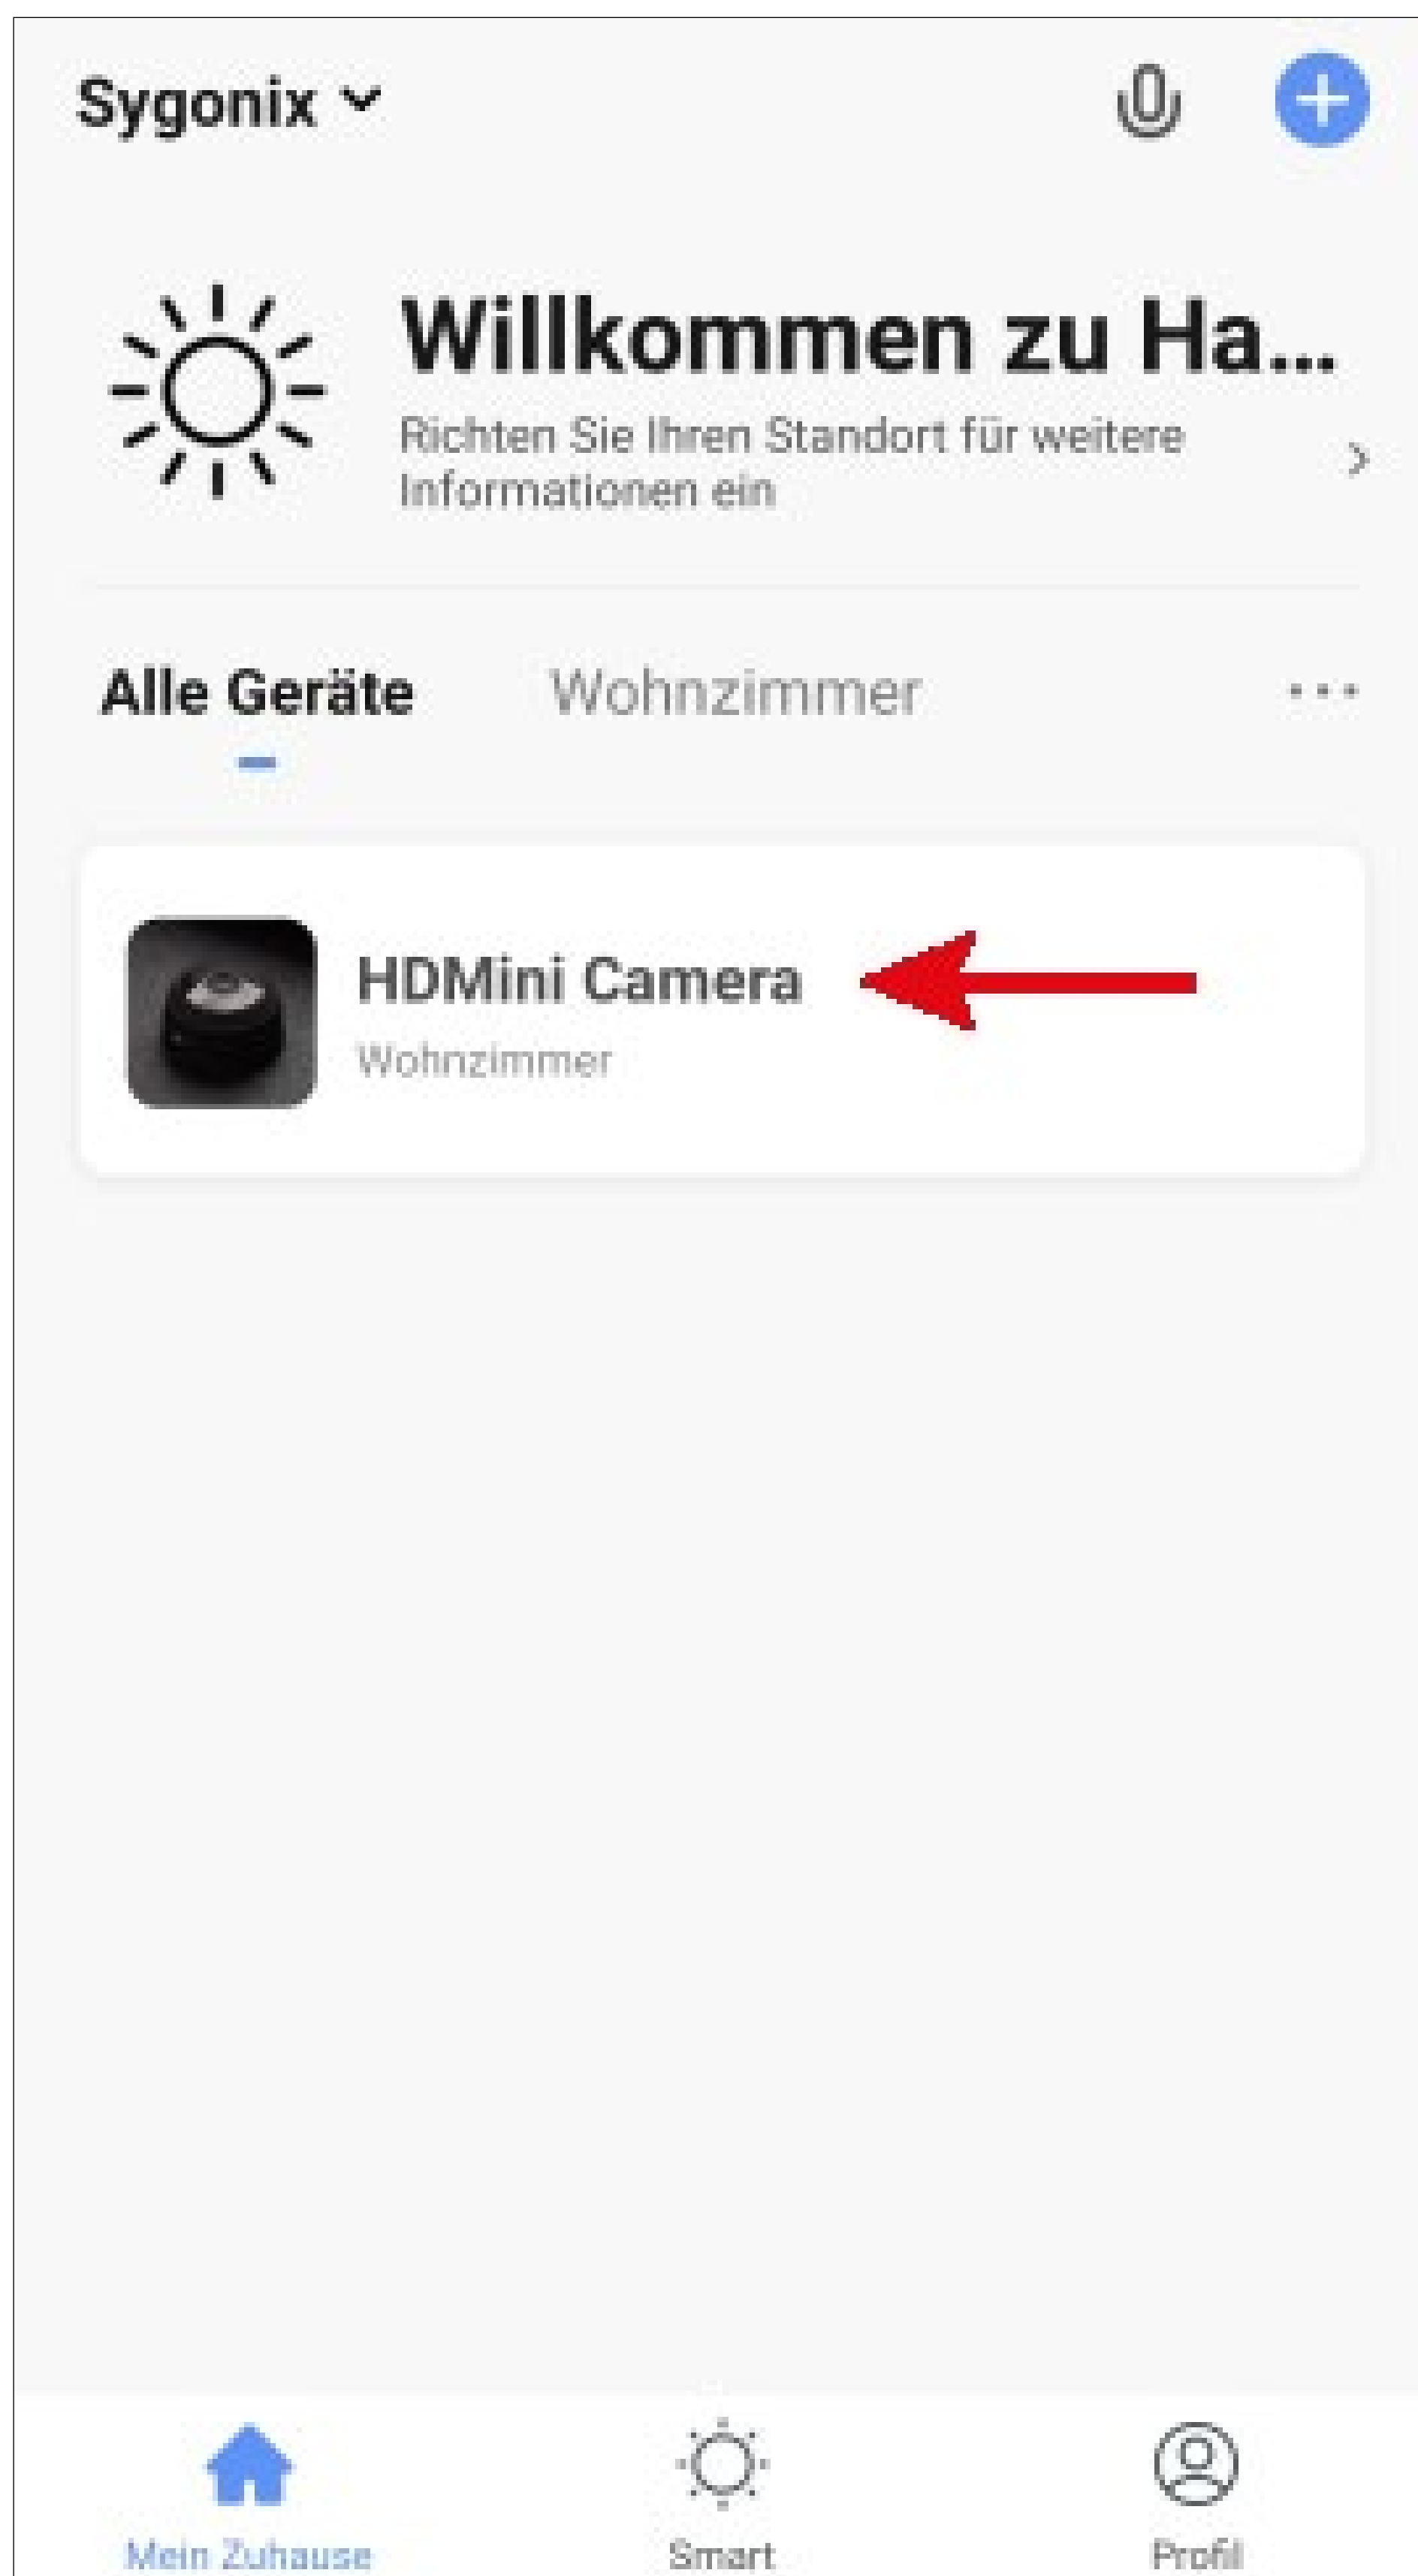 Sygonix
Willkommen zu Ha...
Richten Sie Ihren Standort für weitere
Informationen ein
Alle Geräte Wohnzimmer
HDMini Camera
Wohnzimmer
Mein Zuhause Smart Profil